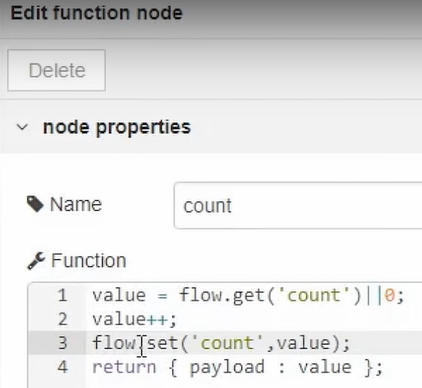 Edit function node
Delete
node properties
Name
count
Function
1 value = flow.get('count')||0;
2 value++;
3 flow.set('count',value);
4 return { payload : value };